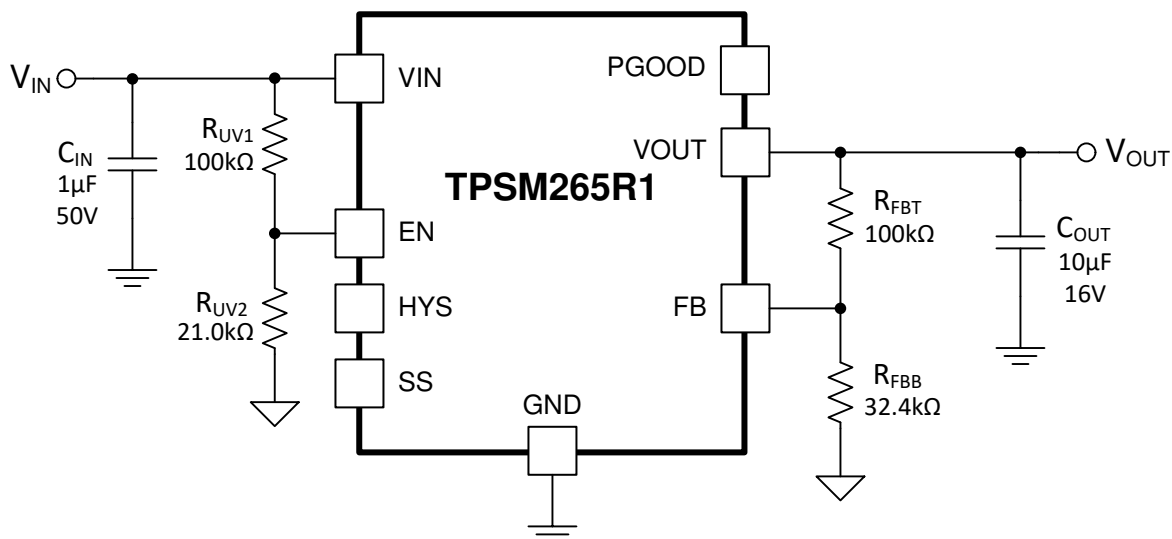 V_IN
C_IN
1µF
50V
R_UV1
100kΩ
R_UV2
21.0kΩ
VIN
EN
HYS
SS
TPSM265R1
GND
PGOOD
VOUT
FB
R_FBT
100kΩ
R_FBB
32.4kΩ
C_OUT
10µF
16V
V_OUT